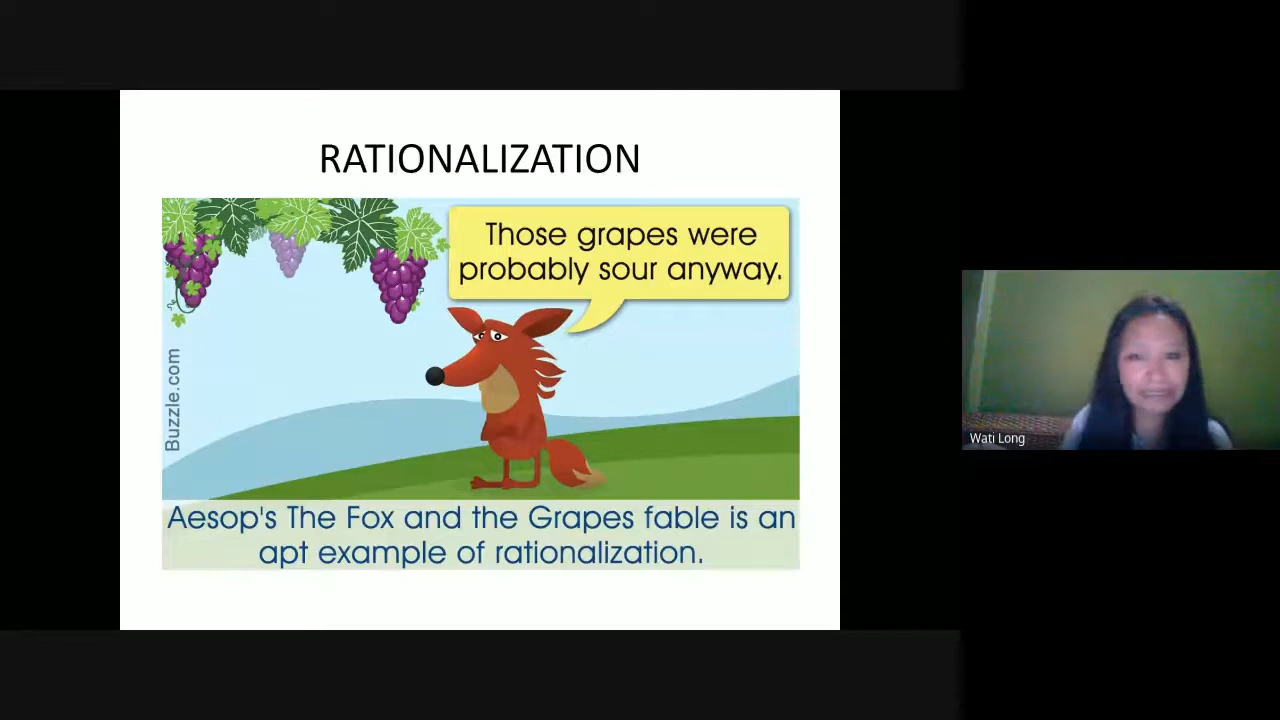 RATIONALIZATION
Those grapes were
probably sour anyway.
Buzzle.com
Aesop's The Fox and the Grapes fable is an
apt example of rationalization.
Wati Long